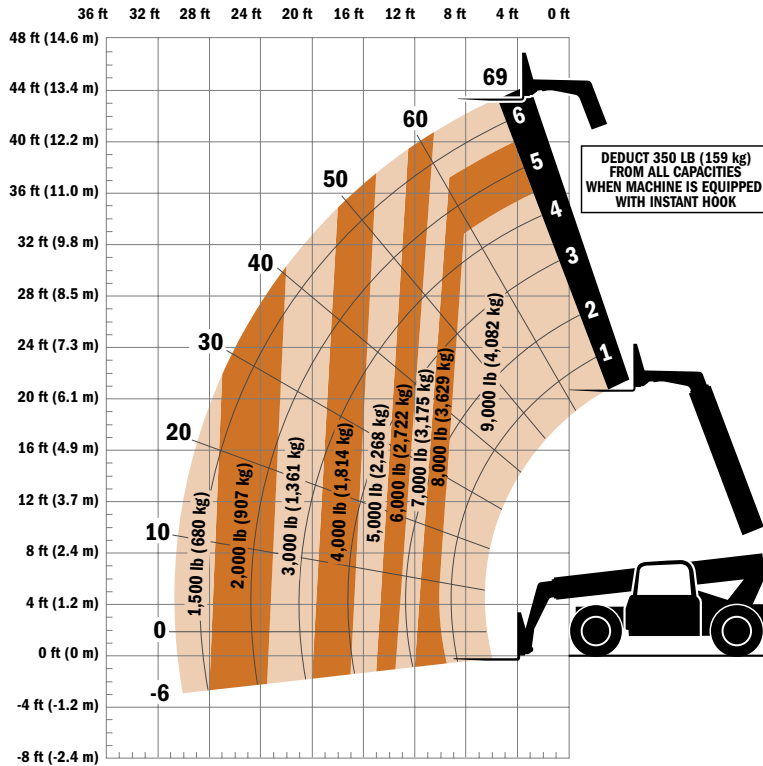 36 ft 32 ft 28 ft 24 ft 20 ft 16 ft 12 ft 8 ft 4 ft 0 ft
48 ft (14.6 m)
44 ft (13.4 m)
40 ft (12.2 m)
36 ft (11.0 m)
32 ft (9.8 m)
28 ft (8.5 m)
24 ft (7.3 m)
20 ft (6.1 m)
16 ft (4.9 m)
12 ft (3.7 m)
8 ft (2.4 m)
4 ft (1.2 m)
0 ft (0 m)
-4 ft (-1.2 m)
-8 ft (-2.4 m)
69
60
50
40
30
20
10
0
-6
6
5
4
3
2
1
DEDUCT 350 LB (159 kg)
FROM ALL CAPACITIES
WHEN MACHINE IS EQUIPPED
WITH INSTANT HOOK
1,500 lb (680 kg)
2,000 lb (907 kg)
3,000 lb (1,361 kg)
4,000 lb (1,814 kg)
5,000 lb (2,268 kg)
6,000 lb (2,722 kg)
7,000 lb (3,175 kg)
8,000 lb (3,629 kg)
9,000 lb (4,082 kg)